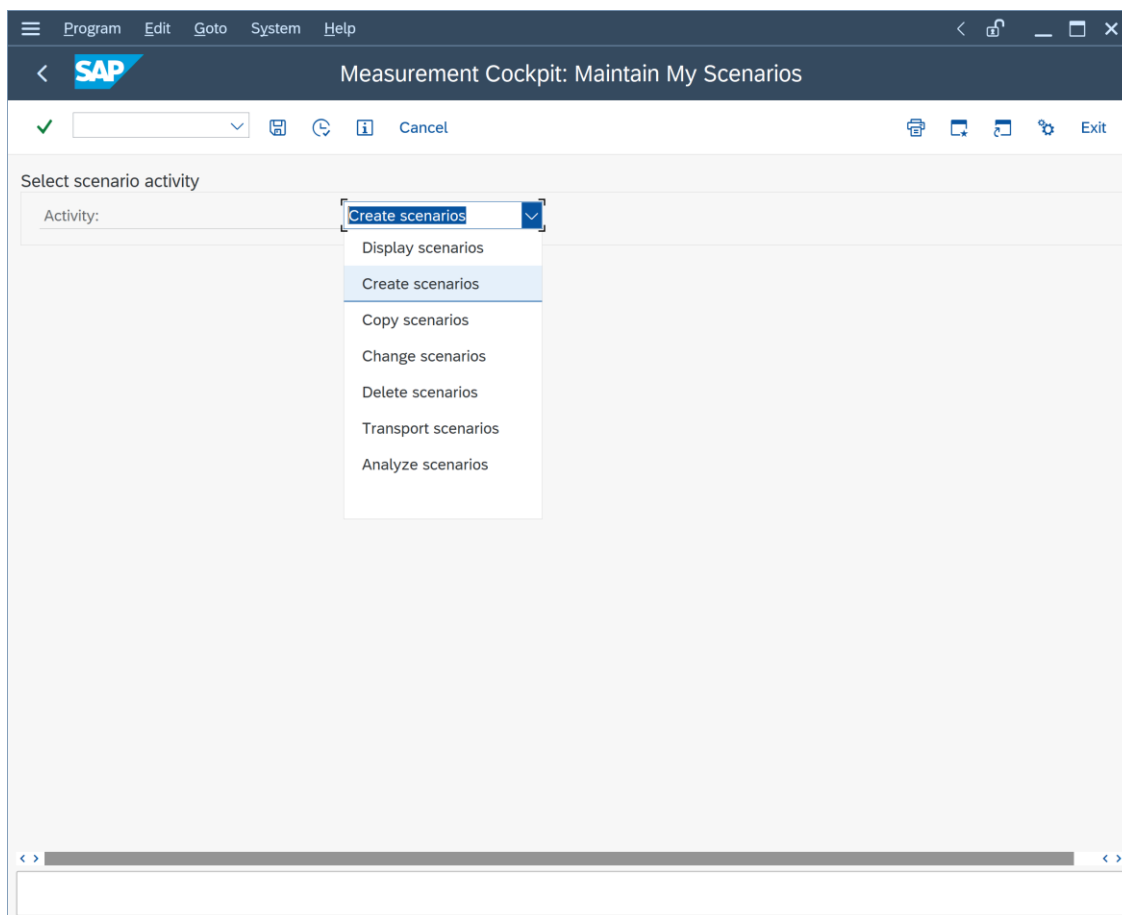 Program Edit Goto System Help
SAP Measurement Cockpit: Maintain My Scenarios
Cancel Exit
Select scenario activity
Activity: Create scenarios
Display scenarios
Create scenarios
Copy scenarios
Change scenarios
Delete scenarios
Transport scenarios
Analyze scenarios